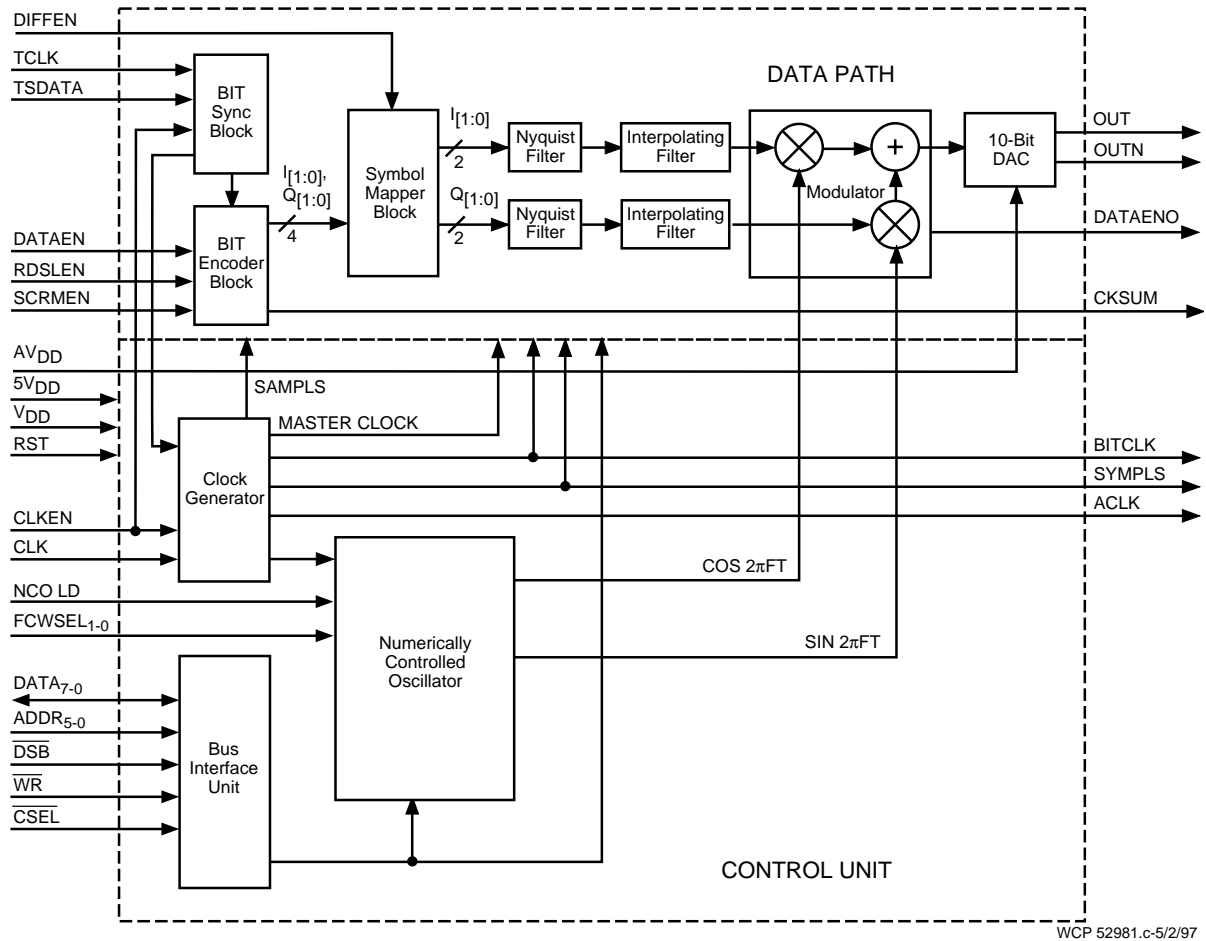 DIFFEN
TCLK
TSDATA
BIT
Sync
Block
DATA PATH
I[1:0]
2
Nyquist
Filter
Interpolating
Filter
10-Bit
DAC
OUT
OUTN
I[1:0],
Q[1:0]
4
Symbol
Mapper
Block
Q[1:0]
2
Nyquist
Filter
Interpolating
Filter
+
Modulator
DATAENO
DATAEN
RDSLEN
SCRMEN
BIT
Encoder
Block
CKSUM
AVDD
5VDD
VDD
RST
SAMPLS
MASTER CLOCK
Clock
Generator
BITCLK
SYMPLS
ACLK
CLKEN
CLK
NCO LD
FCWSEL1-0
COS 2πFT
SIN 2πFT
Numerically
Controlled
Oscillator
DATA7-0
ADDR5-0
DSB
WR
CSEL
Bus
Interface
Unit
CONTROL UNIT
WCP 52981.c-5/2/97